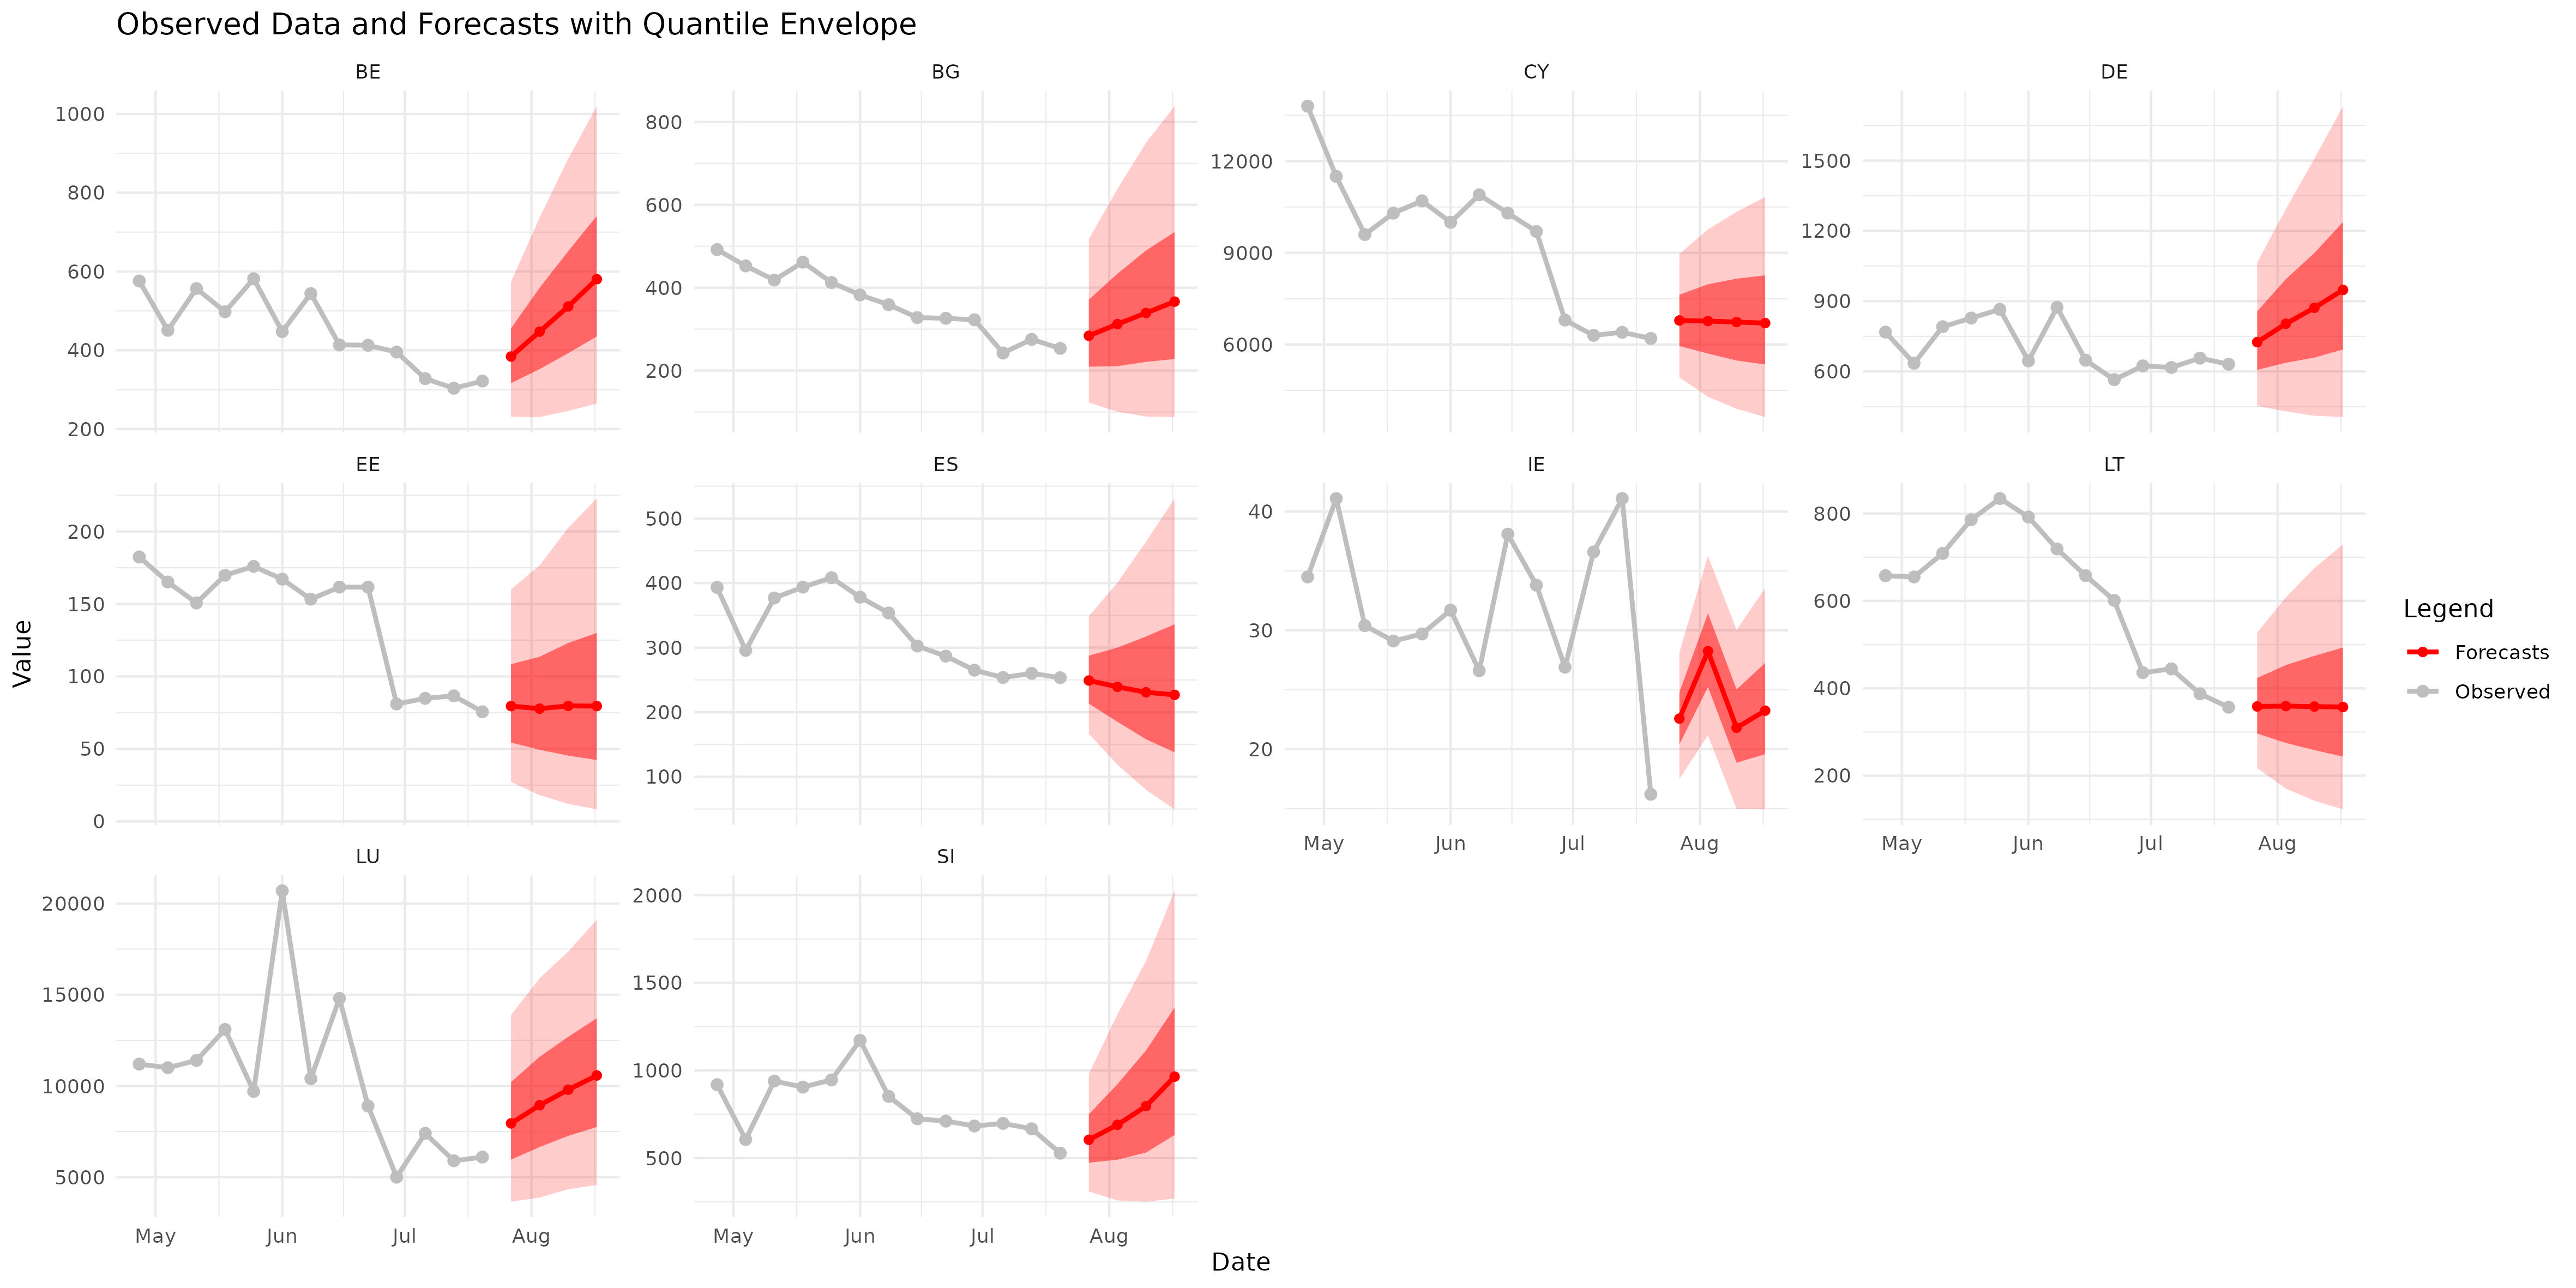 Observed Data and Forecasts with Quantile Envelope
BE
BG
CY
DE
1000
800
600
400
200
800
600
400
200
12000
9000
6000
1500
1200
900
600
EE
ES
IE
LT
200
150
100
50
0
500
400
300
200
100
40
30
20
800
600
400
200
May Jun Jul Aug
May Jun Jul Aug
LU
SI
20000
15000
10000
5000
2000
1500
1000
500
May Jun Jul Aug
May Jun Jul Aug
Value
Date
Legend
Forecasts
Observed